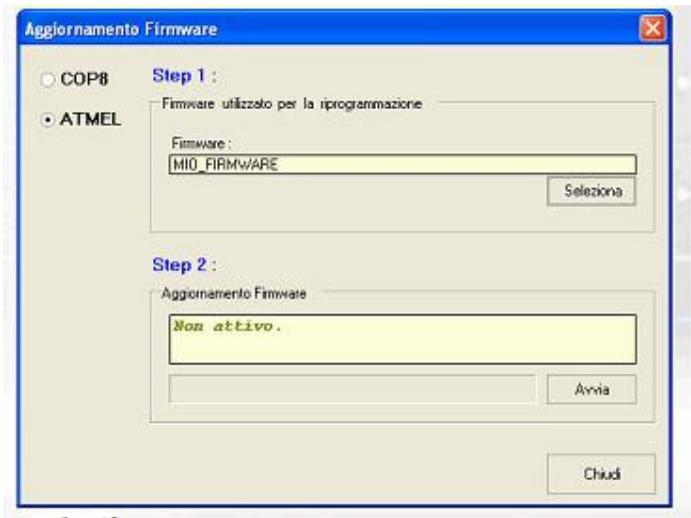 Aggiornamento Firmware
COP8
ATMEL
Step 1 :
Firmware utilizzato per la riprogrammazione
Firmware :
MIO_FIRMWARE
Seleziona
Step 2 :
Aggiornamento Firmware
Non attivo.
Avvia
Chiudi